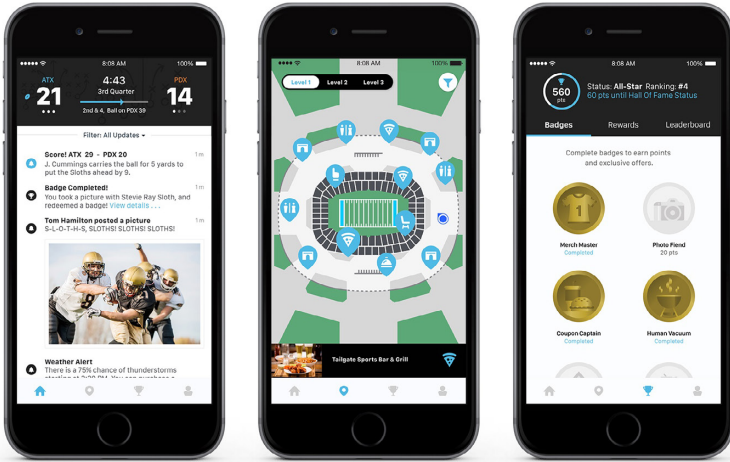 8:08 AM
100%
ATX
21
4:43
3rd Quarter
2nd & 4, Ball on PDX 39
PDX
14
Filter: All Updates
Score! ATX 29 - PDX 20
1m
J. Cummings carries the ball for 5 yards to
put the Sloths ahead by 9.
Badge Completed!
1m
You took a picture with Stevie Ray Sloth, and
redeemed a badge! View details . . .
Tom Hamilton posted a picture
1m
S-L-O-T-H-S, SLOTHS! SLOTHS! SLOTHS!
Weather Alert
There is a 75% chance of thunderstorms
8:08 AM
100%
Level 1
Level 2
Level 3
Tailgate Sports Bar & Grill
8:08 AM
100%
560
pts
Status: All-Star Ranking: #4
60 pts until Hall Of Fame Status
Badges
Rewards
Leaderboard
Complete badges to earn points
and exclusive offers.
1
Merch Master
Completed
Photo Fiend
20 pts
Coupon Captain
Completed
Human Vacuum
Completed